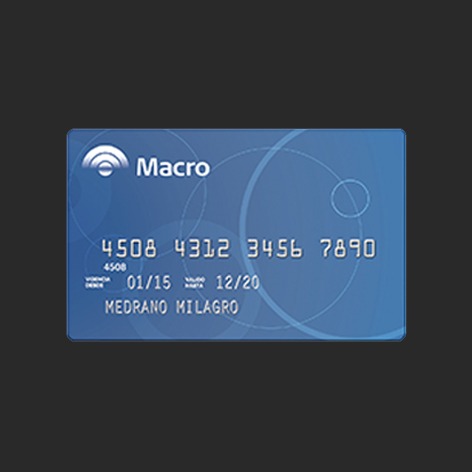 Macro
4508 4312 3456 7890
4508
VIGENCIA DESDE 01/15 VALIDO HASTA 12/20
MEDRANO MILAGRO